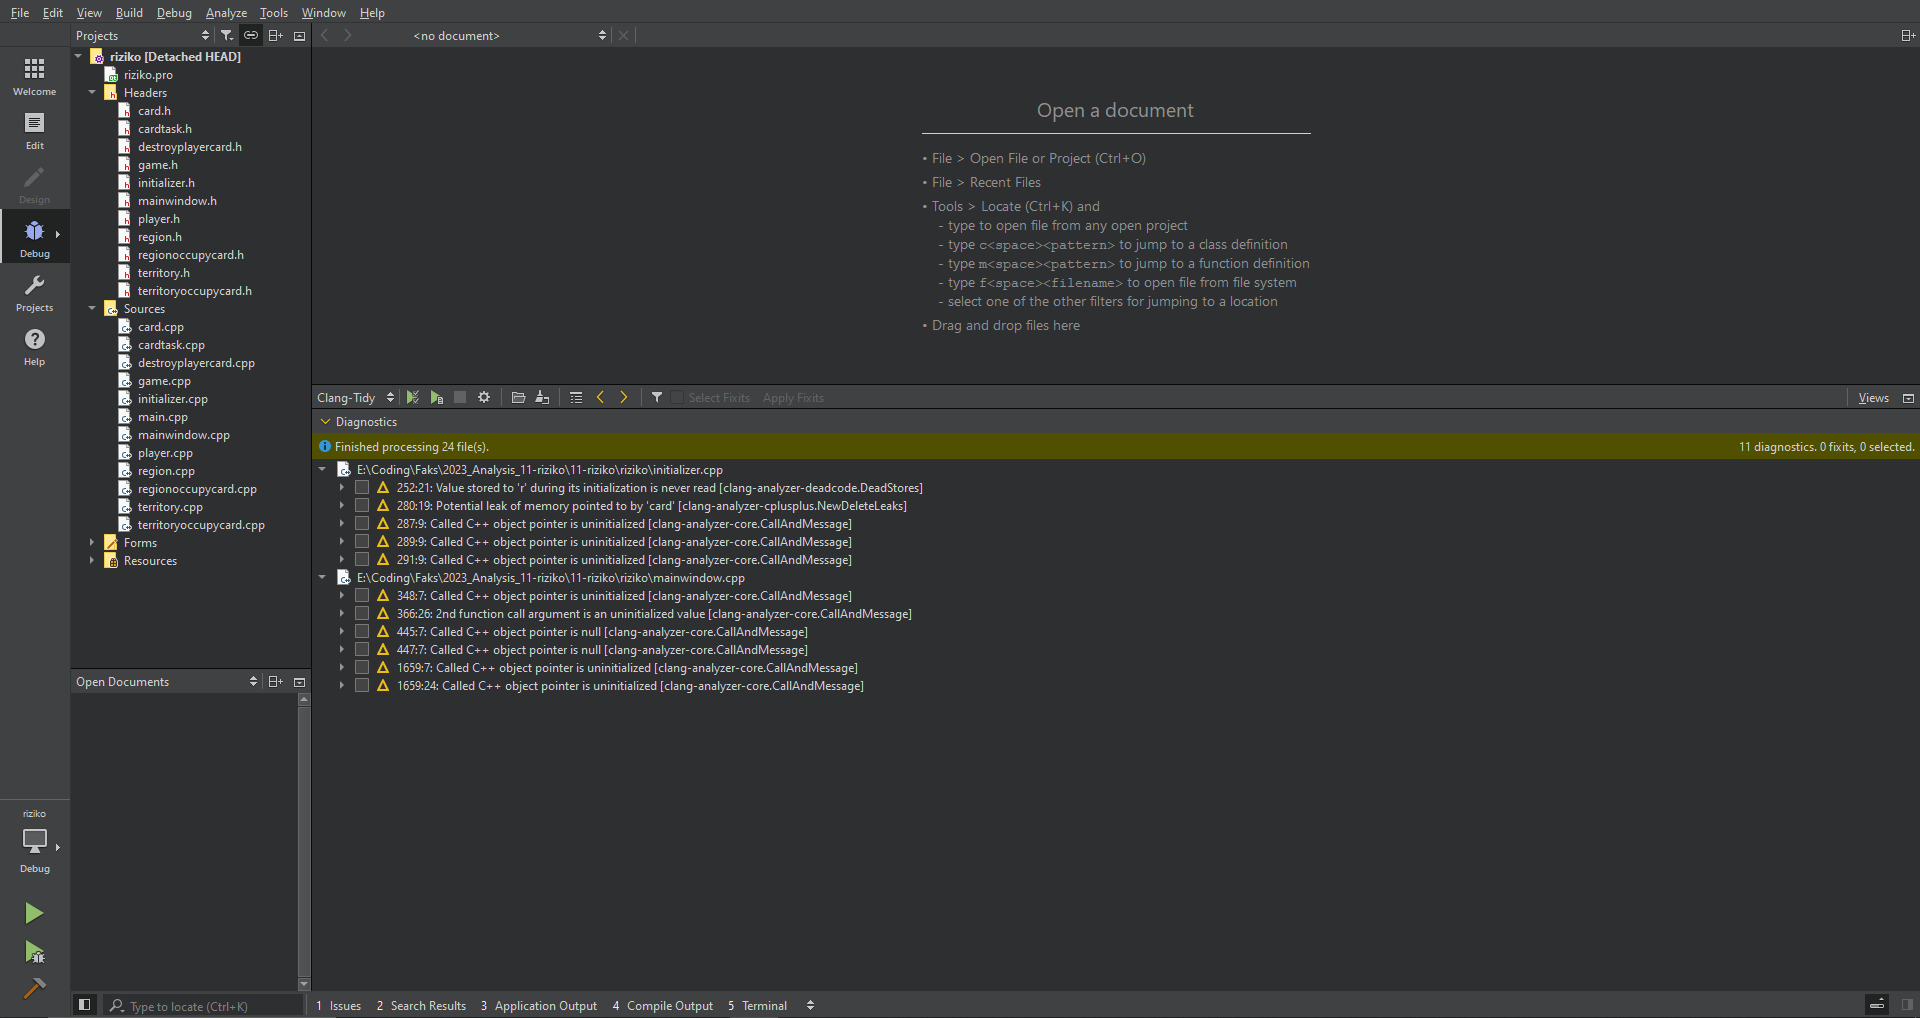 File Edit View Build Debug Analyze Tools Window Help
Projects
<no document>
Welcome
Edit
Design
Debug
Projects
Help
riziko [Detached HEAD]
riziko.pro
Headers
card.h
cardtask.h
destroyplayercard.h
game.h
initializer.h
mainwindow.h
player.h
region.h
regionoccupycard.h
territory.h
territoryoccupycard.h
Sources
card.cpp
cardtask.cpp
destroyplayercard.cpp
game.cpp
initializer.cpp
main.cpp
mainwindow.cpp
player.cpp
region.cpp
regionoccupycard.cpp
territory.cpp
territoryoccupycard.cpp
Forms
Resources
Open a document
• File > Open File or Project (Ctrl+O)
• File > Recent Files
• Tools > Locate (Ctrl+K) and
- type to open file from any open project
- type c<space><pattern> to jump to a class definition
- type m<space><pattern> to jump to a function definition
- type f<space><filename> to open file from file system
- select one of the other filters for jumping to a location
• Drag and drop files here
Clang-Tidy Select Fixits Apply Fixits Views
Diagnostics
Finished processing 24 file(s). 11 diagnostics. 0 fixits, 0 selected.
E:\Coding\Faks\2023_Analysis_11-riziko\11-riziko\riziko\initializer.cpp
252:21: Value stored to 'r' during its initialization is never read [clang-analyzer-deadcode.DeadStores]
280:19: Potential leak of memory pointed to by 'card' [clang-analyzer-cplusplus.NewDeleteLeaks]
287:9: Called C++ object pointer is uninitialized [clang-analyzer-core.CallAndMessage]
289:9: Called C++ object pointer is uninitialized [clang-analyzer-core.CallAndMessage]
291:9: Called C++ object pointer is uninitialized [clang-analyzer-core.CallAndMessage]
E:\Coding\Faks\2023_Analysis_11-riziko\11-riziko\riziko\mainwindow.cpp
348:7: Called C++ object pointer is uninitialized [clang-analyzer-core.CallAndMessage]
366:26: 2nd function call argument is an uninitialized value [clang-analyzer-core.CallAndMessage]
445:7: Called C++ object pointer is null [clang-analyzer-core.CallAndMessage]
447:7: Called C++ object pointer is null [clang-analyzer-core.CallAndMessage]
1659:7: Called C++ object pointer is uninitialized [clang-analyzer-core.CallAndMessage]
1659:24: Called C++ object pointer is uninitialized [clang-analyzer-core.CallAndMessage]
Open Documents
riziko
Debug
Type to locate (Ctrl+K)
1 Issues 2 Search Results 3 Application Output 4 Compile Output 5 Terminal